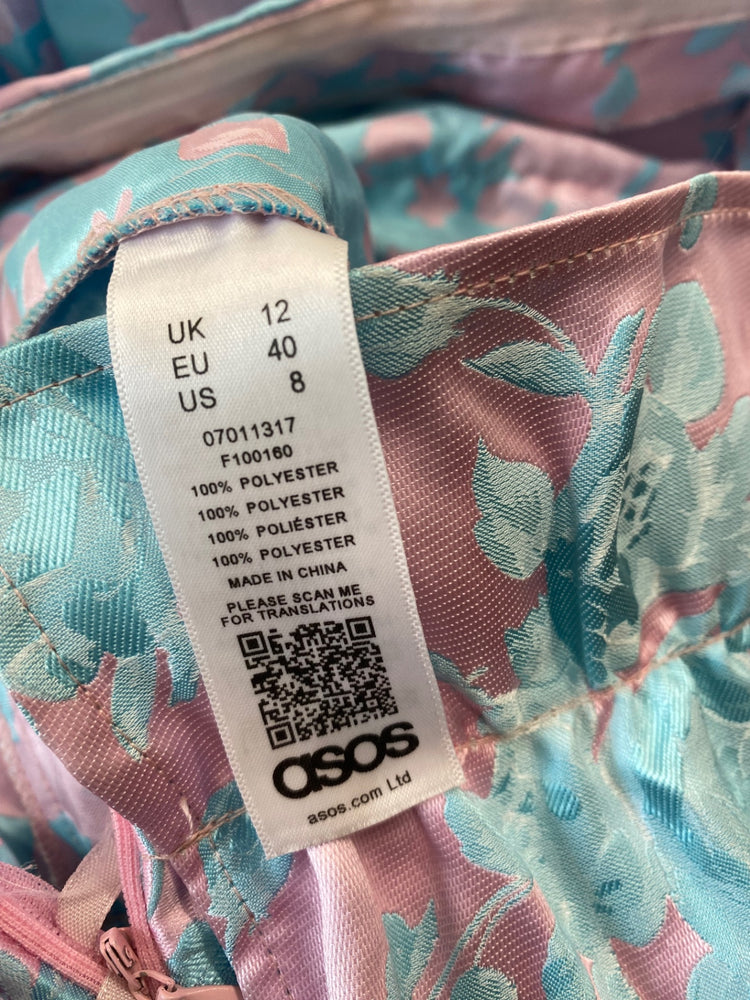 UK 12
EU 40
US 8
07011317
F100160
100% POLYESTER
100% POLYESTER
100% POLIÉSTER
100% POLYESTER
MADE IN CHINA
PLEASE SCAN ME
FOR TRANSLATIONS
asos
asos.com Ltd